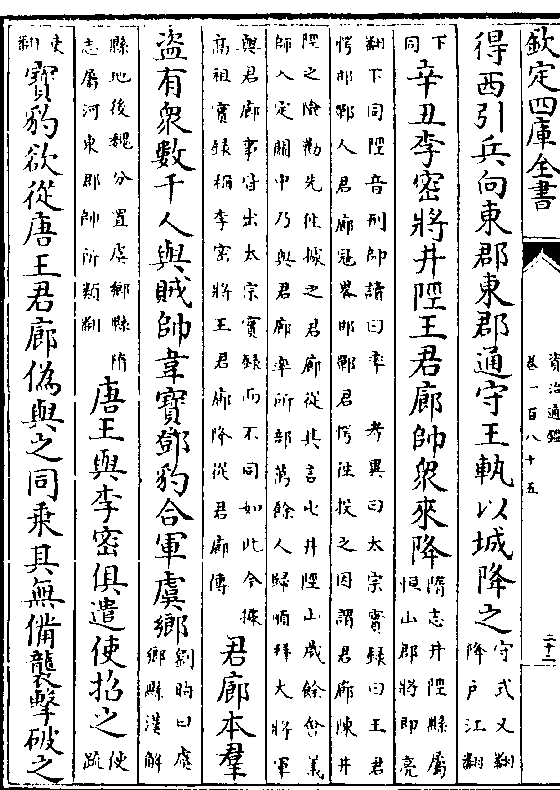 欽定四庫全書
資治通鑑
卷一百八十五
得西引兵向東郡東郡通守王軌以城降之
守式又翻
降户江翻
下
同
辛丑李密將井陘王君廓帥衆來降
隋志井陘縣屬
恒山郡將即亮
翻下同陘音刑帥讀曰率 考異曰太宗實録曰王君
愕邯鄲人君廓冦畧邯鄲君愕往投之因謂君廓陳井
陘之險勸先往據之君廓從其言屯井陘山歲餘會義
師入定關中乃與君廓率所部萬餘人歸順拜大將軍
與君廓事皆出太宗實録而不同如此今據
高祖實録稱李密將王君廓降從君廓傳
君廓本羣
盜有衆數千人與賊帥韋寶鄧豹合軍虞鄉
劉昫曰虞
鄉縣漢解
縣地後魏分置虞鄉縣隋
志屬河東郡帥所類翻
唐王與李密俱遣使招之
使
疏
吏
翻
寶豹欲從唐王君廓偽與之同乘其無備襲擊破之